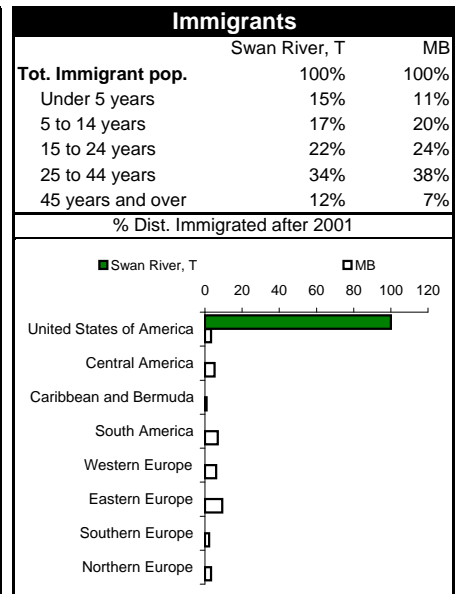 Immigrants
Swan River, T MB
Tot. Immigrant pop. 100% 100%
Under 5 years 15% 11%
5 to 14 years 17% 20%
15 to 24 years 22% 24%
25 to 44 years 34% 38%
45 years and over 12% 7%
% Dist. Immigrated after 2001
Swan River, T MB
0 20 40 60 80 100 120
United States of America
Central America
Caribbean and Bermuda
South America
Western Europe
Eastern Europe
Southern Europe
Northern Europe